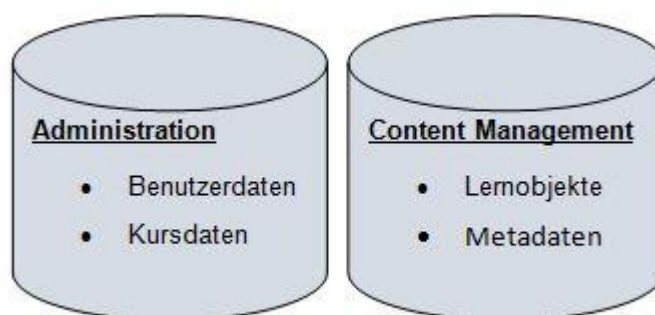 Administration
• Benutzerdaten
• Kursdaten
Content Management
• Lernobjekte
• Metadaten